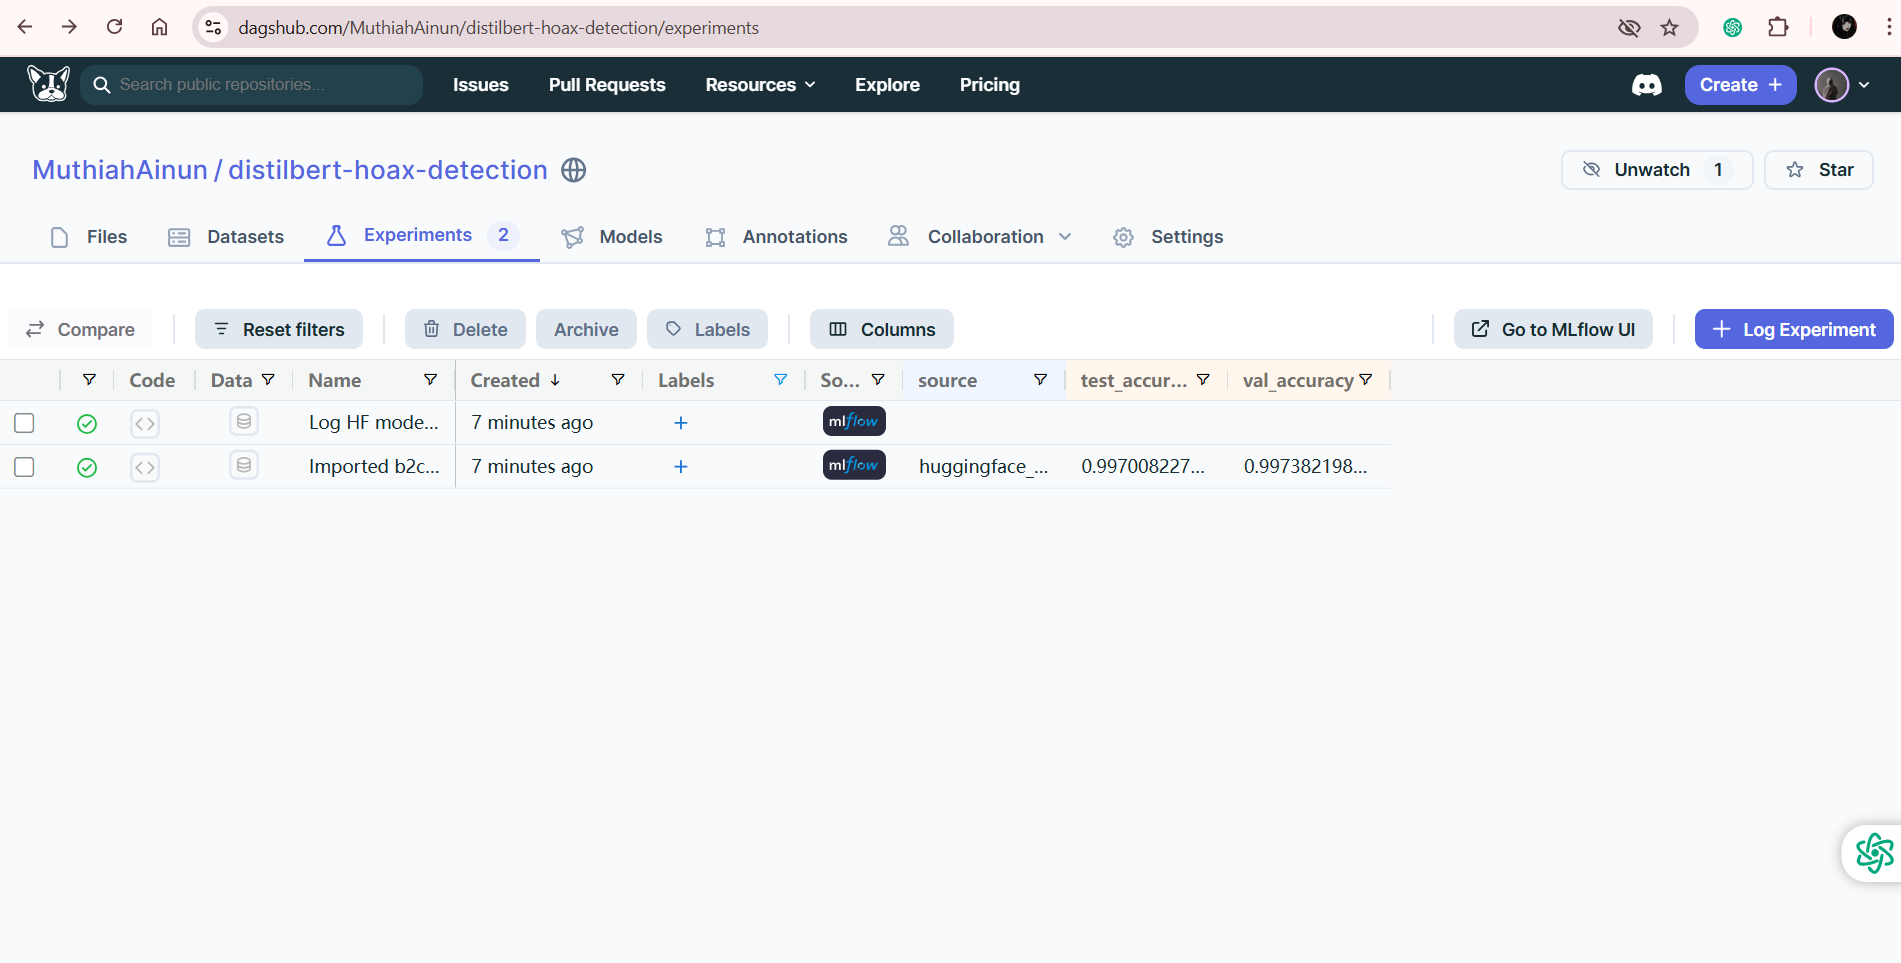 dagshub.com/MuthiahAinun/distilbert-hoax-detection/experiments
Search public repositories... Issues Pull Requests Resources Explore Pricing Create +
MuthiahAinun / distilbert-hoax-detection Unwatch 1 Star
Files Datasets Experiments 2 Models Annotations Collaboration Settings
Compare Reset filters Delete Archive Labels Columns Go to MLflow UI + Log Experiment
Code Data Name Created ↓ Labels So... source test_accur... val_accuracy
Log HF mode... 7 minutes ago + mlflow
Imported b2c... 7 minutes ago + mlflow huggingface_... 0.997008227... 0.997382198...